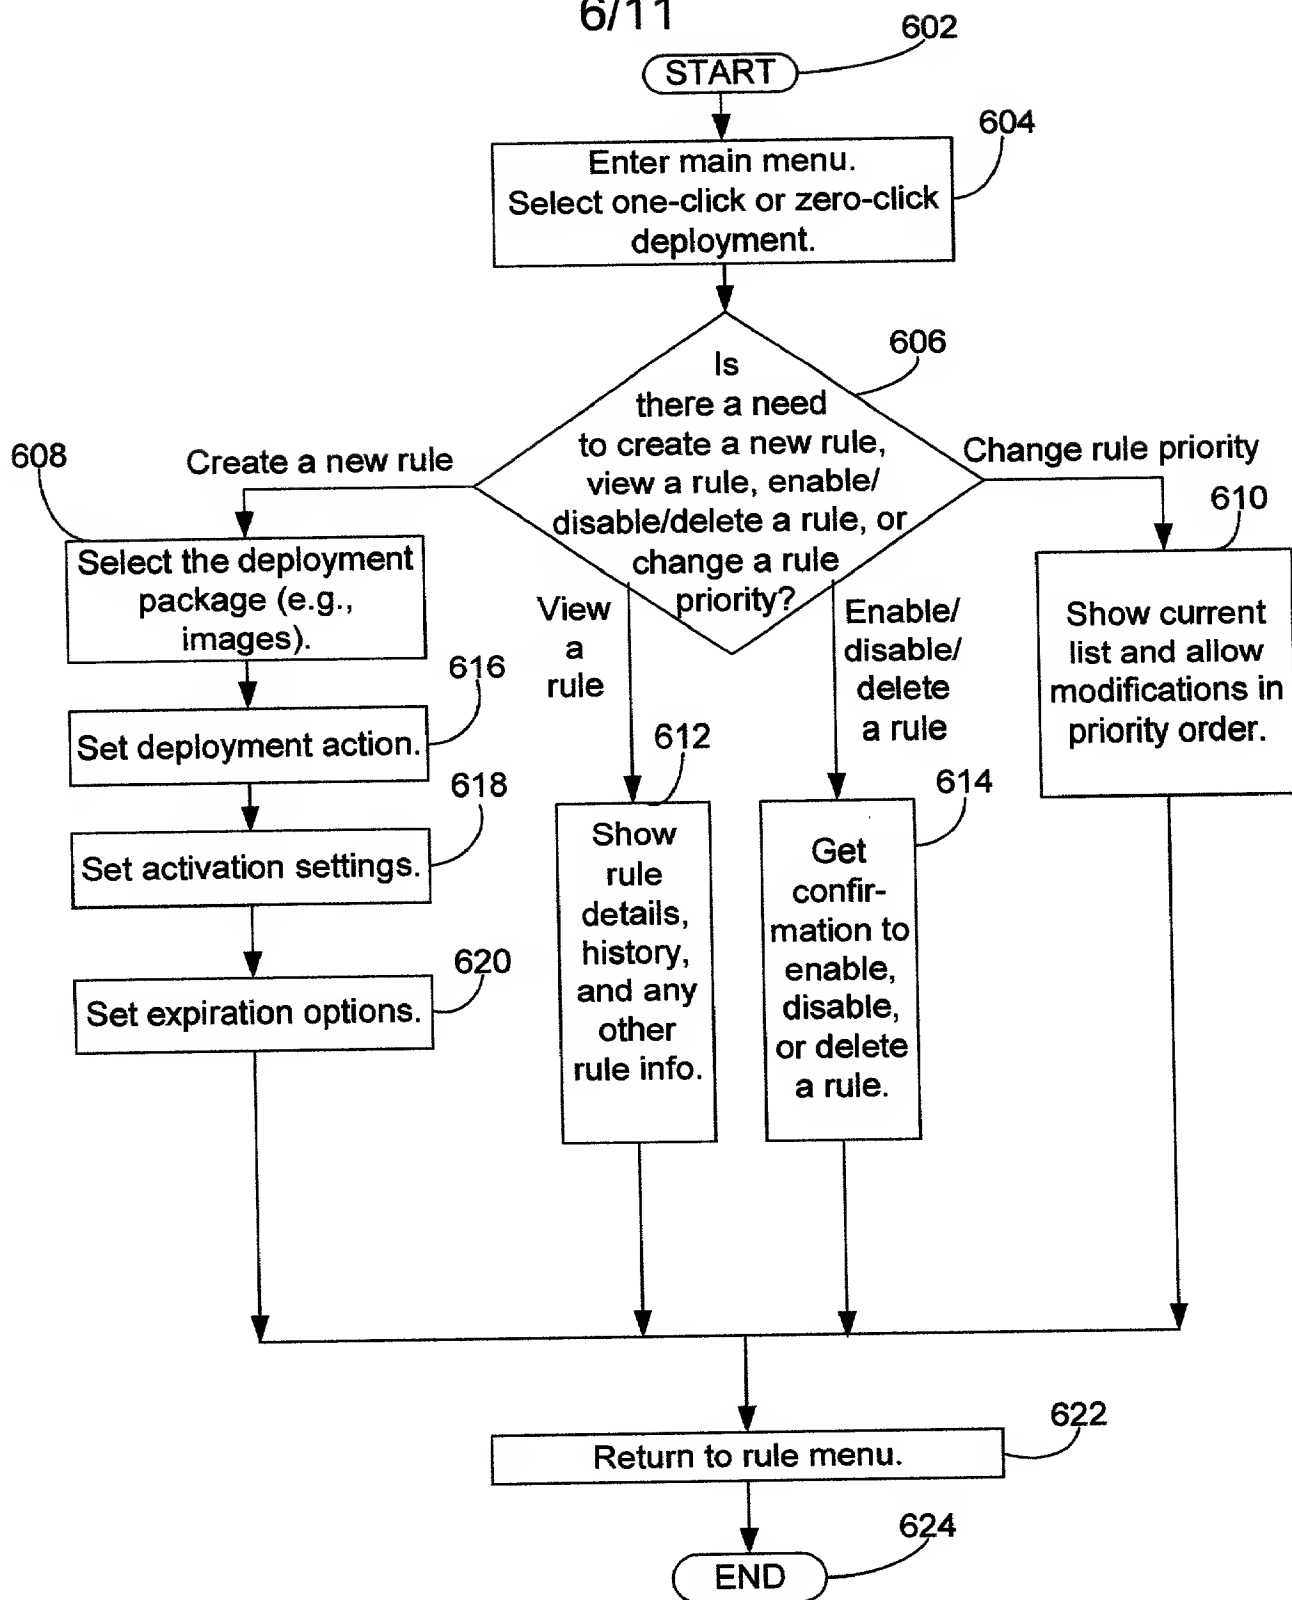 6/11
602
START
604
Enter main menu.
Select one-click or zero-click
deployment.
606
Is
there a need
to create a new rule,
view a rule, enable/
disable/delete a rule, or
change a rule
priority?
608
Create a new rule
Change rule priority
610
Select the deployment
package (e.g.,
images).
View
a
rule
Enable/
disable/
delete
a rule
Show current
list and allow
modifications in
priority order.
616
Set deployment action.
612
614
618
Set activation settings.
Show
rule
details,
history,
and any
other
rule info.
Get
confir-
mation to
enable,
disable,
or delete
a rule.
620
Set expiration options.
622
Return to rule menu.
624
END